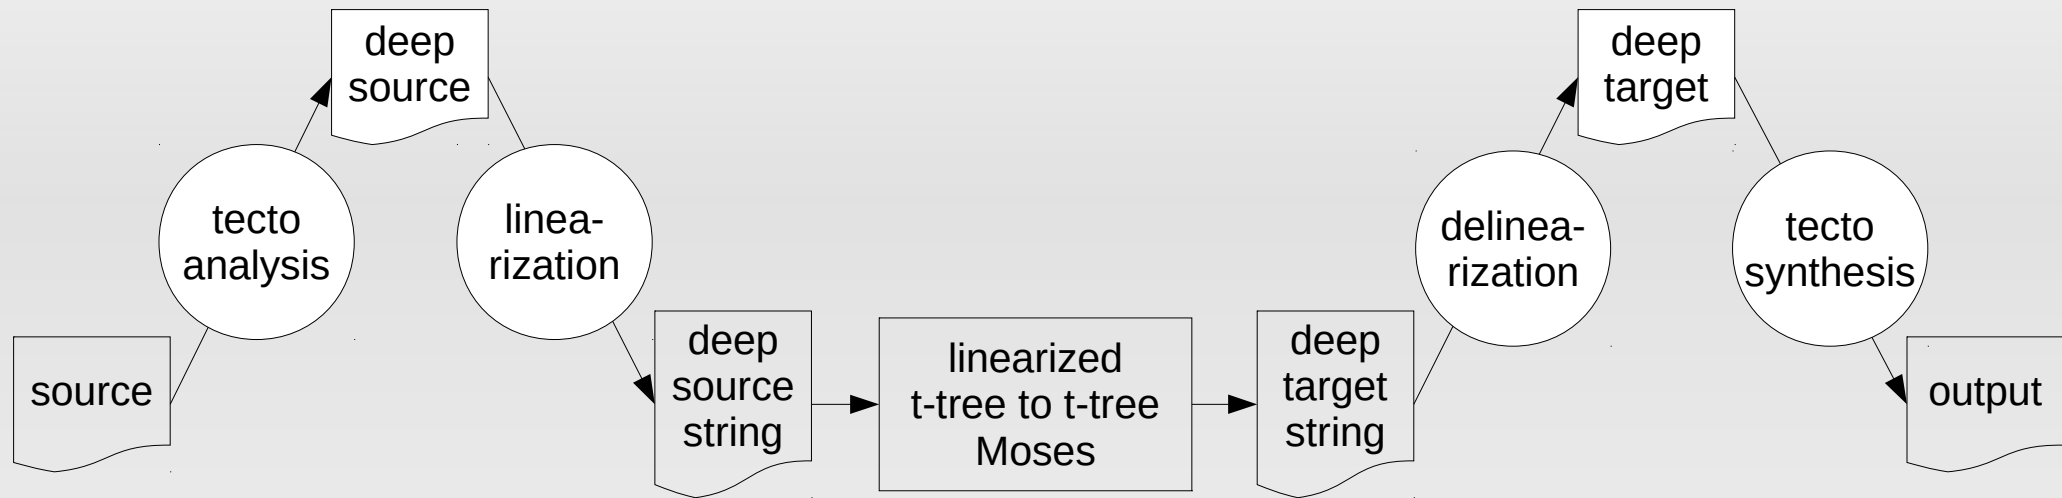 source
tecto
analysis
deep
source
linea-
rization
deep
source
string
linearized
t-tree to t-tree
Moses
deep
target
string
delinea-
rization
deep
target
tecto
synthesis
output